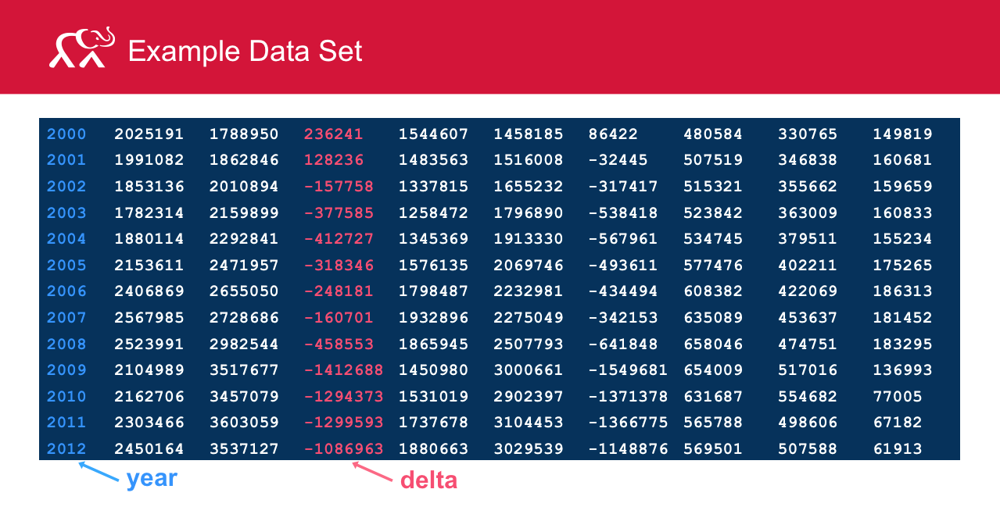 Example Data Set
2000 2025191 1788950 236241 1544607 1458185 86422 480584 330765 149819
2001 1991082 1862846 128236 1483563 1516008 -32445 507519 346838 160681
2002 1853136 2010894 -157758 1337815 1655232 -317417 515321 355662 159659
2003 1782314 2159899 -377585 1258472 1796890 -538418 523842 363009 160833
2004 1880114 2292841 -412727 1345369 1913330 -567961 534745 379511 155234
2005 2153611 2471957 -318346 1576135 2069746 -493611 577476 402211 175265
2006 2406869 2655050 -248181 1798487 2232981 -434494 608382 422069 186313
2007 2567985 2728686 -160701 1932896 2275049 -342153 635089 453637 181452
2008 2523991 2982544 -458553 1865945 2507793 -641848 658046 474751 183295
2009 2104989 3517677 -1412688 1450980 3000661 -1549681 654009 517016 136993
2010 2162706 3457079 -1294373 1531019 2902397 -1371378 631687 554682 77005
2011 2303466 3603059 -1299593 1737678 3104453 -1366775 565788 498606 67182
2012 2450164 3537127 -1086963 1880663 3029539 -1148876 569501 507588 61913
year delta